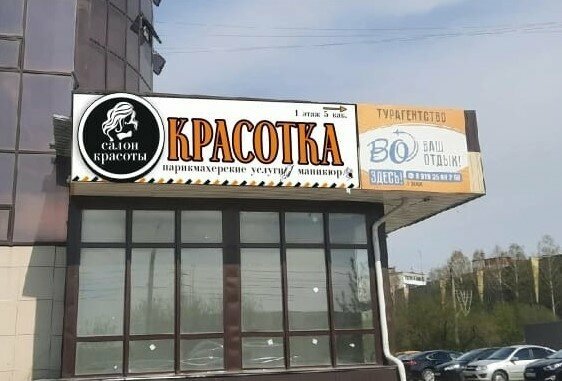 1 этаж 5 каб.
салон
красоты
КРАСОТКА
парикмахерские услуги маникюр
ТУРАГЕНТСТВО
ВО ВАШ
ОТДЫХ!
ЗДЕСЬ!